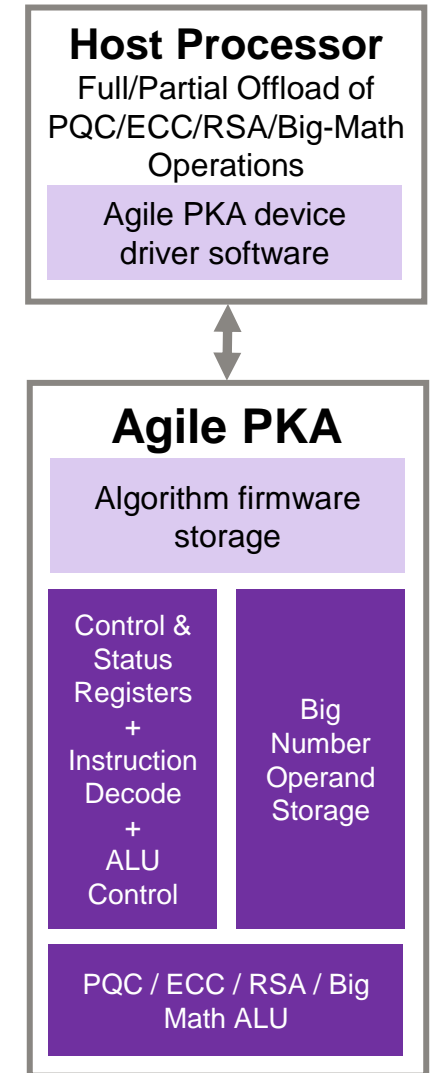 Host Processor
Full/Partial Offload of
PQC/ECC/RSA/Big-Math
Operations
Agile PKA device
driver software
Agile PKA
Algorithm firmware
storage
Control &
Status
Registers
+
Instruction
Decode
+
ALU
Control
Big
Number
Operand
Storage
PQC / ECC / RSA / Big
Math ALU